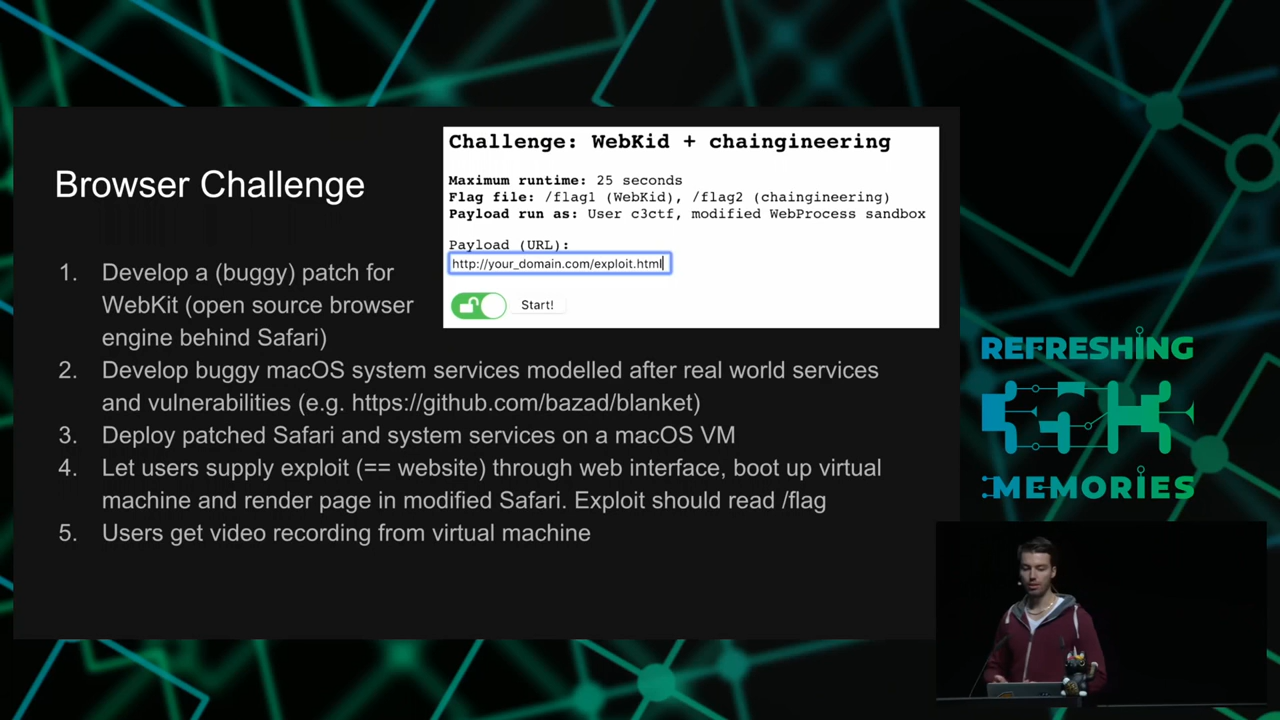 Browser Challenge
1. Develop a (buggy) patch for
WebKit (open source browser
engine behind Safari)
2. Develop buggy macOS system services modelled after real world services
and vulnerabilities (e.g. https://github.com/bazad/blanket)
3. Deploy patched Safari and system services on a macOS VM
4. Let users supply exploit (== website) through web interface, boot up virtual
machine and render page in modified Safari. Exploit should read /flag
5. Users get video recording from virtual machine
Challenge: WebKid + chaingineering
Maximum runtime: 25 seconds
Flag file: /flag1 (WebKid), /flag2 (chaingineering)
Payload run as: User c3ctf, modified WebProcess sandbox
Payload (URL):
http://your_domain.com/exploit.html
Start!
REFRESHING
35C3
MEMORIES